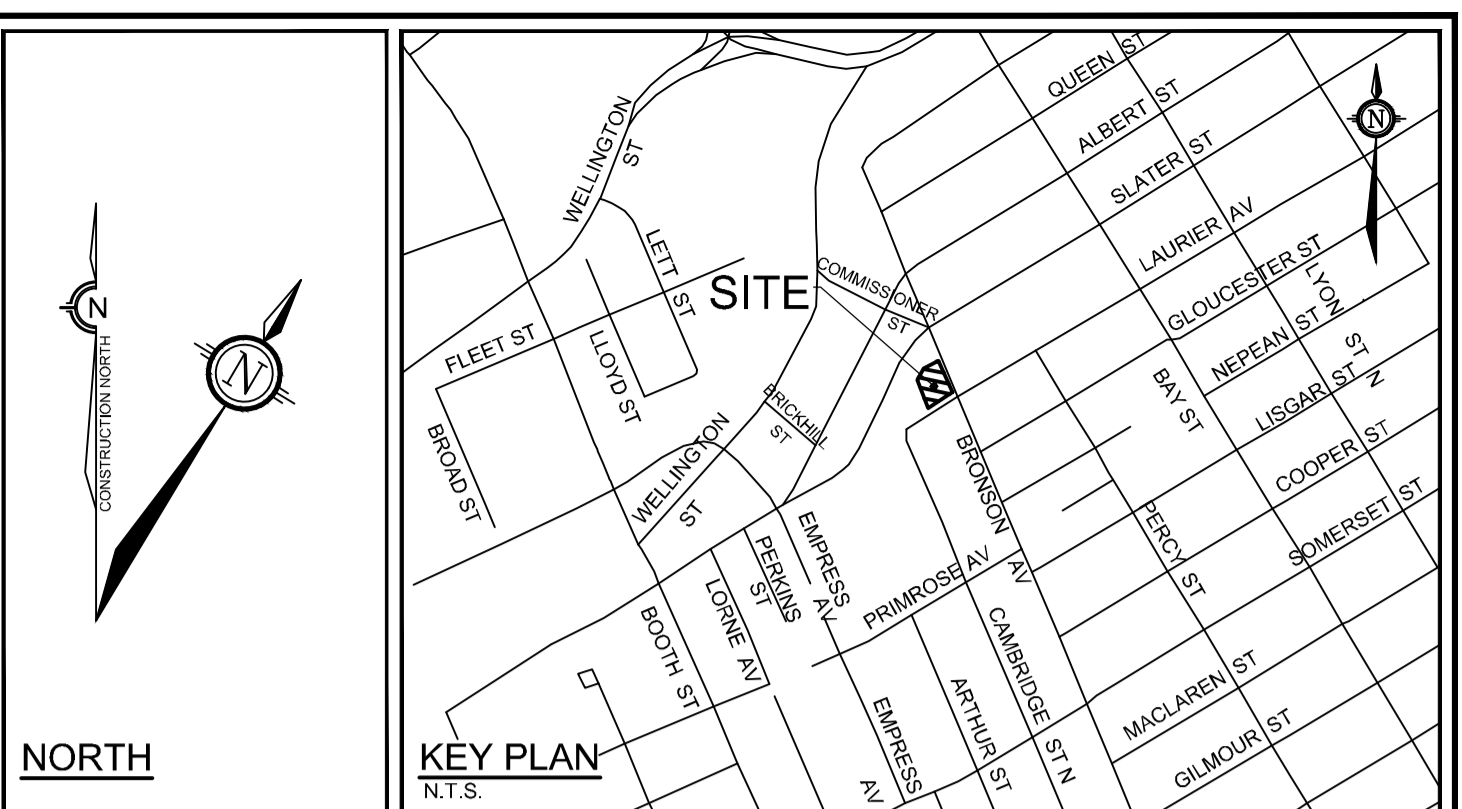 N
CONSTRUCTION NORTH
N
NORTH
QUEEN ST
ALBERT ST
SLATER ST
LAURIER AV
GLOUCESTER ST
NEPEAN ST
LISGAR ST
COOPER ST
SOMERSET ST
MACLAREN ST
GILMOUR ST
N
WELLINGTON
ST
LETT ST
SITE
COMMISSIONER
ST
FLEET ST
LLOYD ST
LYON ST N
BAY ST
BRICKHILL
ST
BROAD ST
WELLINGTON
ST
BRONSON AV
PERCY ST
EMPRESS AV
PERKINS
ST
PRIMROSE AV
LORNE AV
BOOTH ST
CAMBRIDGE ST N
ARTHUR ST
EMPRESS
AV
KEY PLAN
N.T.S.